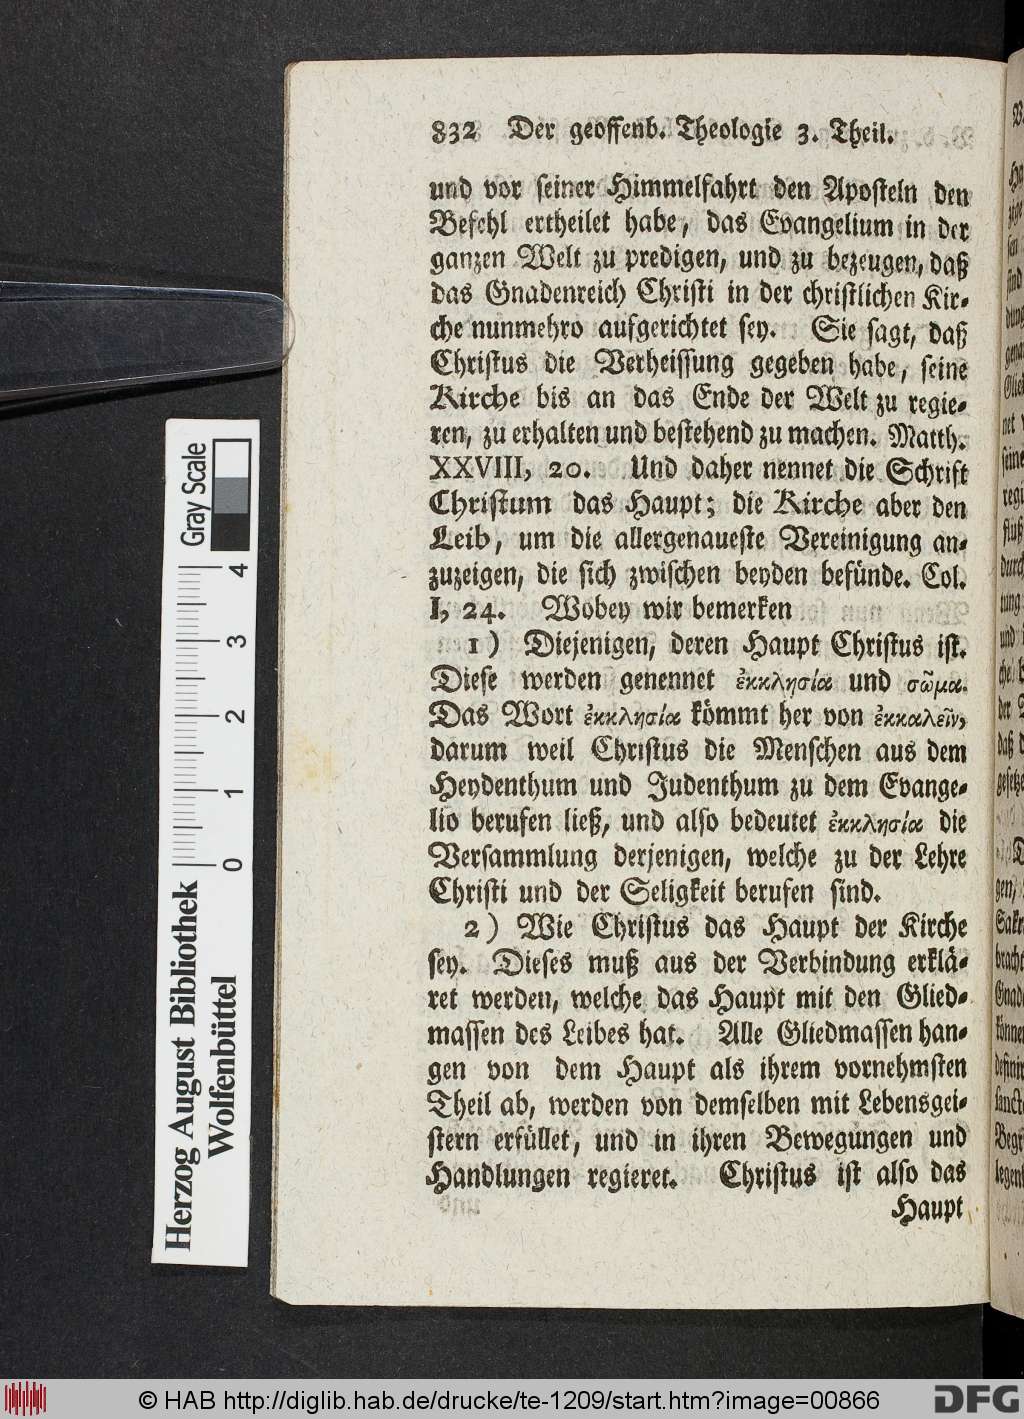 832 Der geoffenb. Theologie 3. Theil.
und vor seiner Himmelfahrt den Aposteln den
Befehl ertheilet habe, das Evangelium in der
ganzen Welt zu predigen, und zu bezeugen, daß
das Gnadenreich Christi in der christlichen Kir-
che nunmehro aufgerichtet sey. Sie sagt, daß
Christus die Verheissung gegeben habe, seine
Kirche bis an das Ende der Welt zu regie-
ren, zu erhalten und bestehend zu machen. Matth.
XXVIII, 20. Und daher nennet die Schrift
Christum das Haupt; die Kirche aber den
Leib, um die allergenaueste Vereinigung an-
zuzeigen, die sich zwischen beyden befünde. Col.
I, 24. Wobey wir bemerken
1) Diejenigen, deren Haupt Christus ist.
Diese werden genennet ἐκκλησία und σῶμα.
Das Wort ἐκκλησία kömmt her von ἐκκαλεῖν,
darum weil Christus die Menschen aus dem
Heydenthum und Judenthum zu dem Evange-
lio berufen ließ, und also bedeutet ἐκκλησία die
Versammlung derjenigen, welche zu der Lehre
Christi und der Seligkeit berufen sind.
2) Wie Christus das Haupt der Kirche
sey. Dieses muß aus der Verbindung erklä-
ret werden, welche das Haupt mit den Glied-
massen des Leibes hat. Alle Gliedmassen han-
gen von dem Haupt als ihrem vornehmsten
Theil ab, werden von demselben mit Lebensgei-
stern erfüllet, und in ihren Bewegungen und
Handlungen regieret. Christus ist also das
Haupt
Gray Scale
0 1 2 3 4
Herzog August Bibliothek
Wolfenbüttel
© HAB http://diglib.hab.de/drucke/te-1209/start.htm?image=00866
DFG